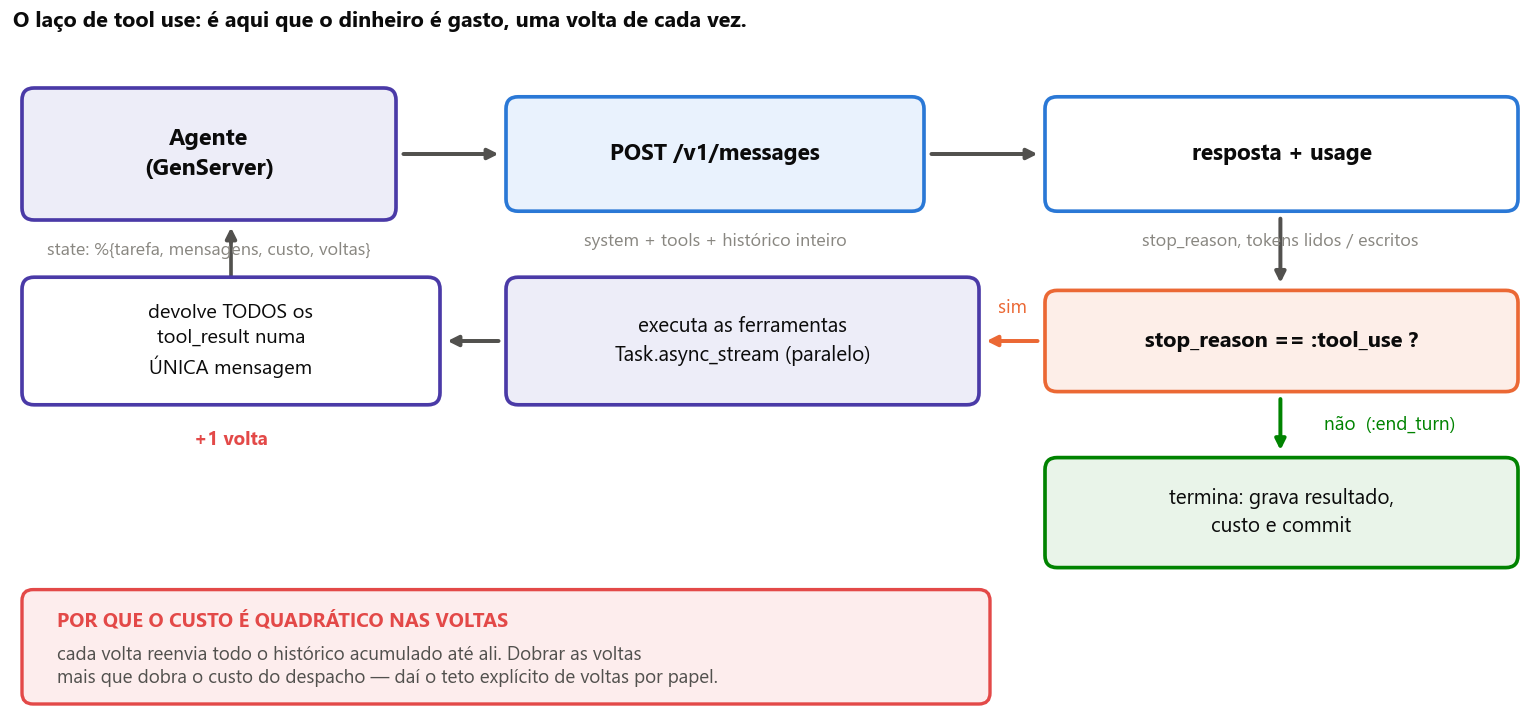 O laço de tool use: é aqui que o dinheiro é gasto, uma volta de cada vez.
Agente
(GenServer)
POST /v1/messages
resposta + usage
state: %{tarefa, mensagens, custo, voltas}
system + tools + histórico inteiro
stop_reason, tokens lidos / escritos
devolve TODOS os
tool_result numa
ÚNICA mensagem
executa as ferramentas
Task.async_stream (paralelo)
sim
stop_reason == :tool_use ?
+1 volta
não (:end_turn)
termina: grava resultado,
custo e commit
POR QUE O CUSTO É QUADRÁTICO NAS VOLTAS
cada volta reenvia todo o histórico acumulado até ali. Dobrar as voltas
mais que dobra o custo do despacho — daí o teto explícito de voltas por papel.